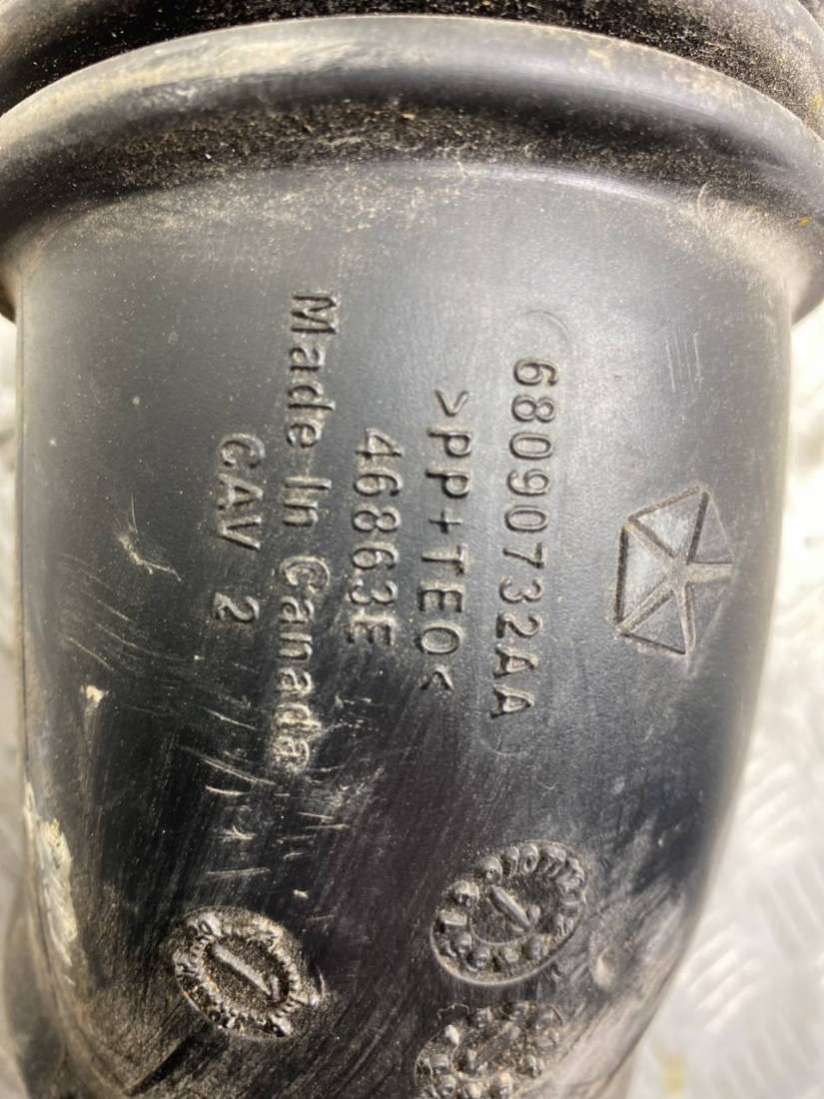 68090732AA
>PP+TEO<
46863E
Made In Canada
CAV 2